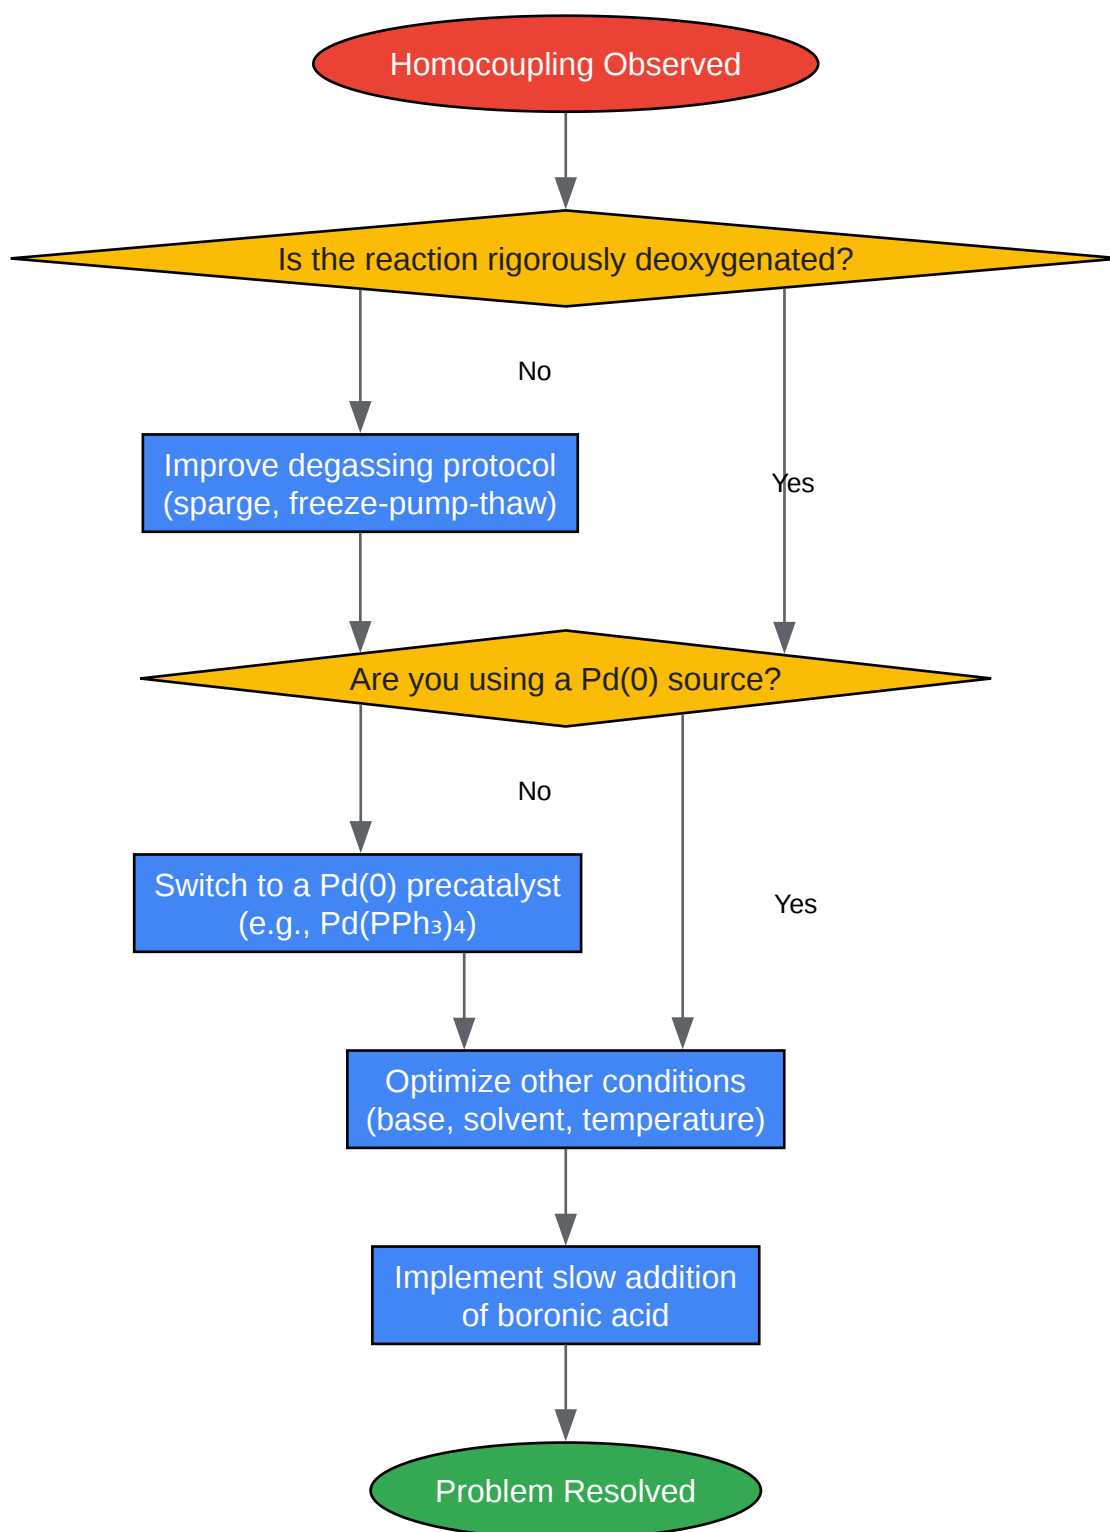 Homocoupling Observed
Is the reaction rigorously deoxygenated?
No
Improve degassing protocol
(sparge, freeze-pump-thaw)
Yes
Are you using a Pd(0) source?
No
Switch to a Pd(0) precatalyst
(e.g., Pd(PPh₃)₄)
Yes
Optimize other conditions
(base, solvent, temperature)
Implement slow addition
of boronic acid
Problem Resolved